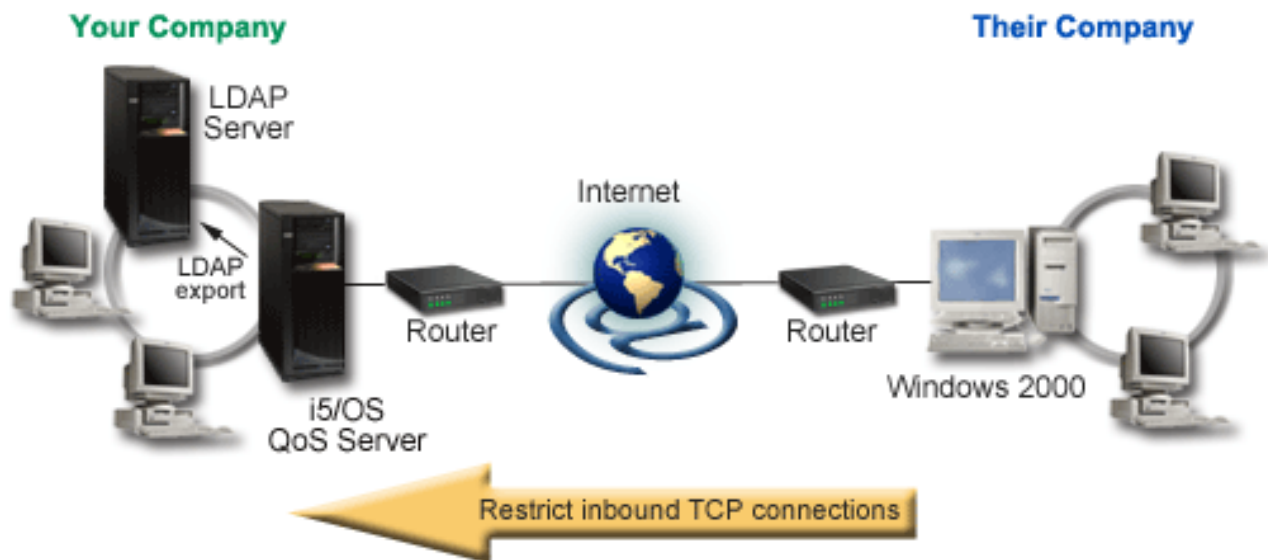 Your Company
Their Company
LDAP
Server
Internet
LDAP
export
Router
Router
Windows 2000
i5/OS
QoS Server
Restrict inbound TCP connections